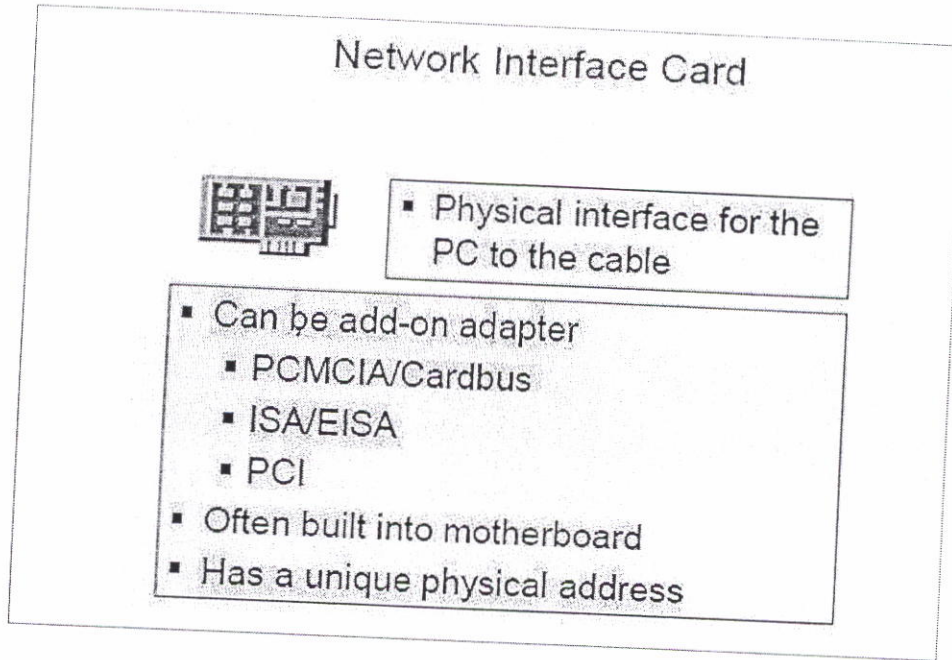 Network Interface Card
▪ Physical interface for the
PC to the cable
▪ Can be add-on adapter
▪ PCMCIA/Cardbus
▪ ISA/EISA
▪ PCI
▪ Often built into motherboard
▪ Has a unique physical address